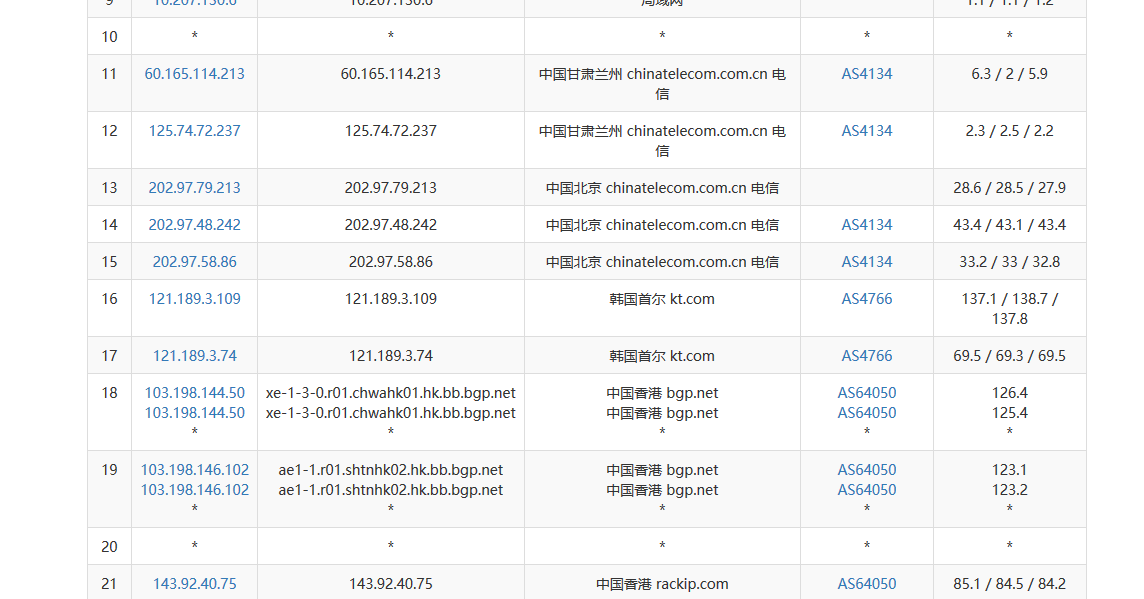 9 10.207.130.6 10.207.130.6 局域网 1.1 / 1.1 / 1.2
10 * * * * *
11 60.165.114.213 60.165.114.213 中国甘肃兰州 chinatelecom.com.cn 电 AS4134 6.3 / 2 / 5.9
信
12 125.74.72.237 125.74.72.237 中国甘肃兰州 chinatelecom.com.cn 电 AS4134 2.3 / 2.5 / 2.2
信
13 202.97.79.213 202.97.79.213 中国北京 chinatelecom.com.cn 电信 28.6 / 28.5 / 27.9
14 202.97.48.242 202.97.48.242 中国北京 chinatelecom.com.cn 电信 AS4134 43.4 / 43.1 / 43.4
15 202.97.58.86 202.97.58.86 中国北京 chinatelecom.com.cn 电信 AS4134 33.2 / 33 / 32.8
16 121.189.3.109 121.189.3.109 韩国首尔 kt.com AS4766 137.1 / 138.7 /
137.8
17 121.189.3.74 121.189.3.74 韩国首尔 kt.com AS4766 69.5 / 69.3 / 69.5
18 103.198.144.50 xe-1-3-0.r01.chwahk01.hk.bb.bgp.net 中国香港 bgp.net AS64050 126.4
103.198.144.50 xe-1-3-0.r01.chwahk01.hk.bb.bgp.net 中国香港 bgp.net AS64050 125.4
* * * * *
19 103.198.146.102 ae1-1.r01.shtnhk02.hk.bb.bgp.net 中国香港 bgp.net AS64050 123.1
103.198.146.102 ae1-1.r01.shtnhk02.hk.bb.bgp.net 中国香港 bgp.net AS64050 123.2
* * * * *
20 * * * * *
21 143.92.40.75 143.92.40.75 中国香港 rackip.com AS64050 85.1 / 84.5 / 84.2